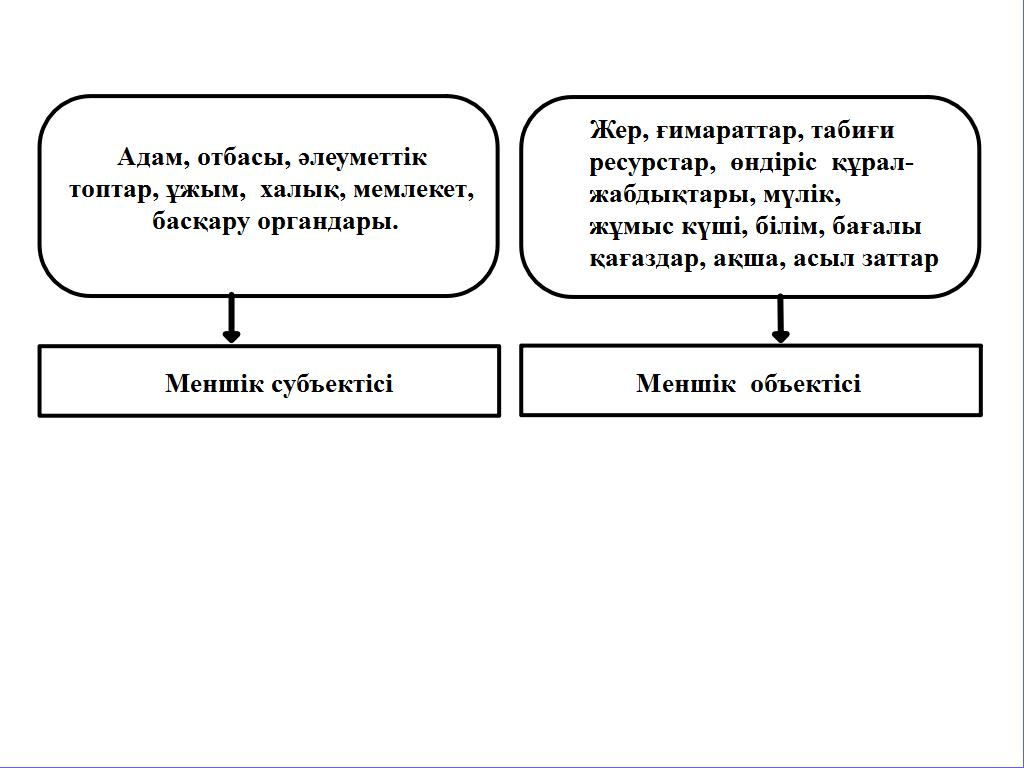 Адам, отбасы, әлеуметтік
топтар, ұжым,  халық, мемлекет,
басқару органдары.
Жер, ғимараттар, табиғи
ресурстар,  өндіріс  құрал-
жабдықтары, мүлік,
жұмыс күші, білім, бағалы
қағаздар, ақша, асыл заттар
Меншік субъектісі
Меншік  объектісі